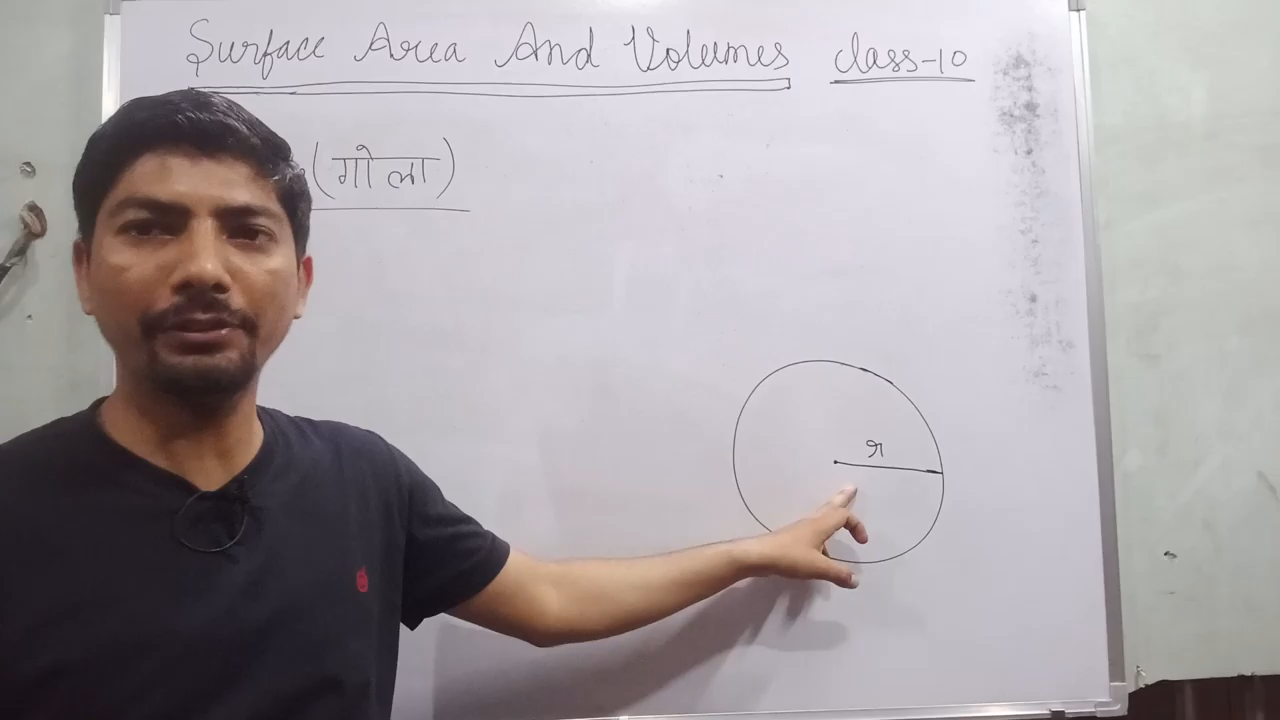 Surface Area And Volumes class-10
(गोला)
r